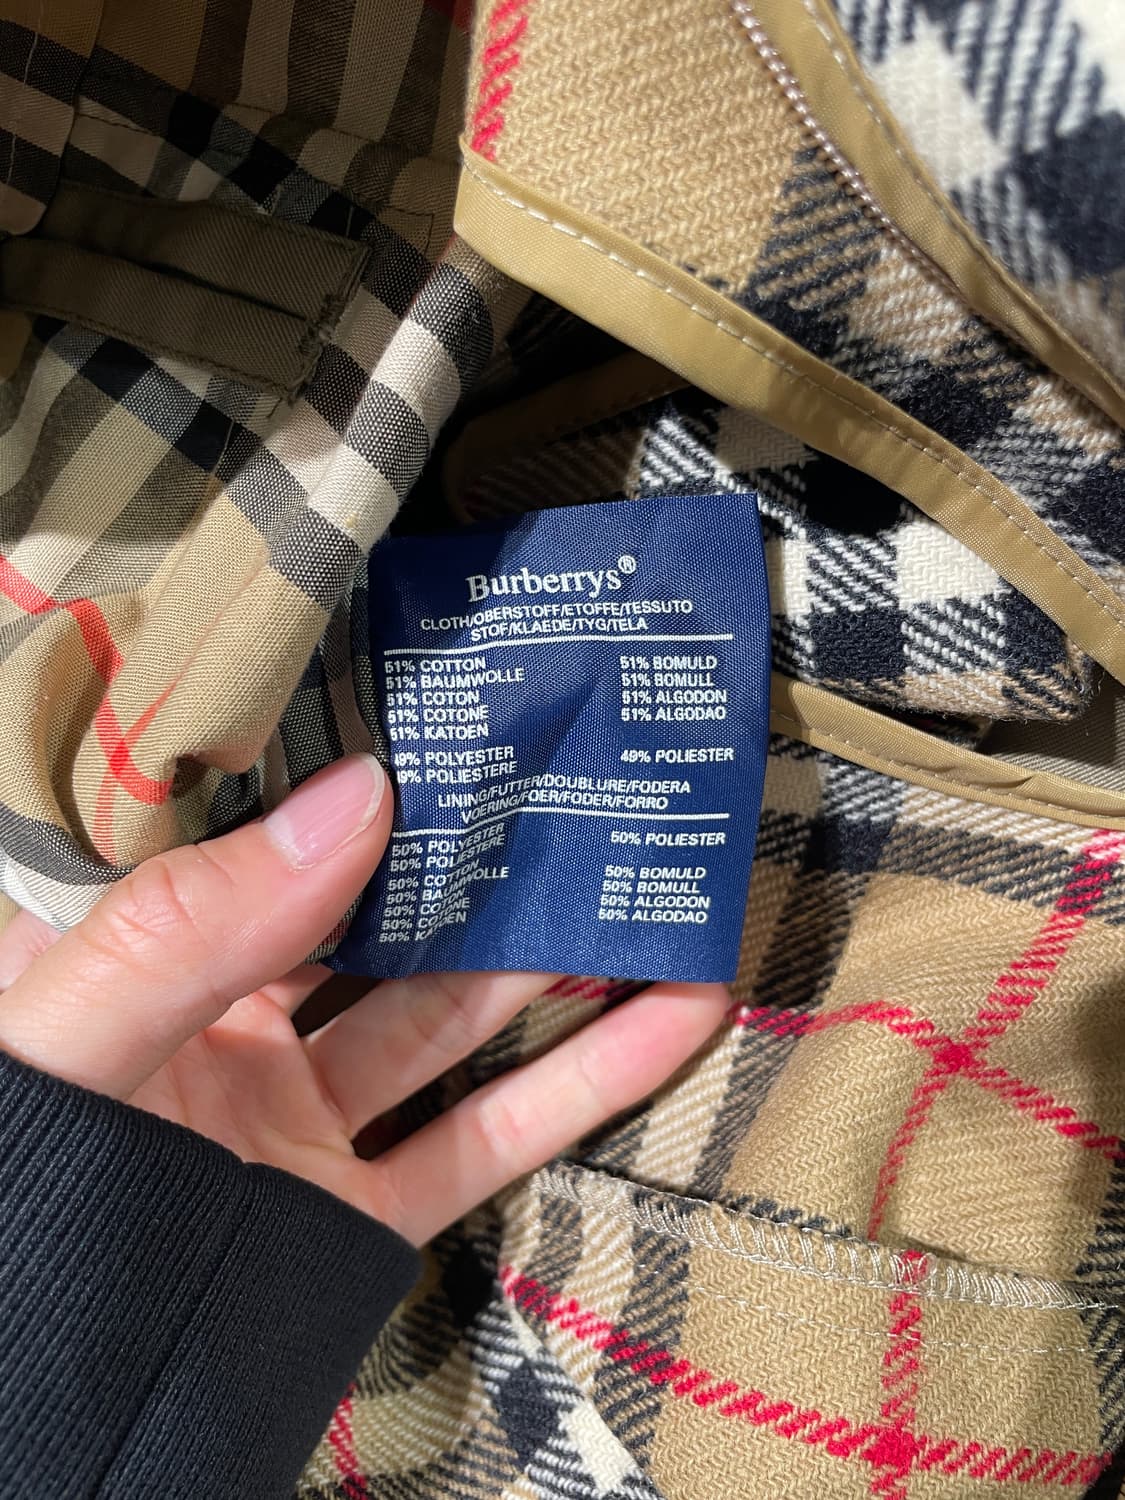 Burberrys®
CLOTH/OBERSTOFF/ETOFFE/TESSUTO
STOF/KLAEDE/TYG/TELA
51% COTTON
51% BAUMWOLLE
51% COTON
51% COTONE
51% KATOEN
51% BOMULD
51% BOMULL
51% ALGODON
51% ALGODAO
49% POLYESTER
49% POLIESTERE
49% POLIESTER
LINING/FUTTER/DOUBLURE/FODERA
VOERING/FOER/FODER/FORRO
50% POLYESTER
50% POLIESTERE
50% POLIESTER
50% COTTON
50% BAUMWOLLE
50% COTONE
50% KATOEN
50% BOMULD
50% BOMULL
50% ALGODON
50% ALGODAO